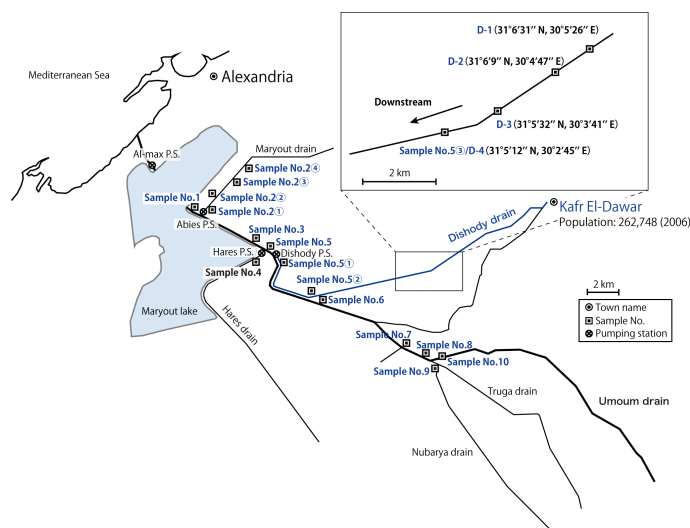 D-1 (31°6′31″ N, 30°5′26″ E)
D-2 (31°6′9″ N, 30°4′47″ E)
Downstream
D-3 (31°5′32″ N, 30°3′41″ E)
Sample No.5③/D-4 (31°5′12″ N, 30°2′45″ E)
2 km
Mediterranean Sea
Alexandria
Maryout drain
Al-max P.S.
Sample No.2④
Sample No.2③
Sample No.1
Sample No.2②
Sample No.2①
Abies P.S.
Kafr El-Dawar
Population: 262,748 (2006)
Dishody drain
Sample No.3
Sample No.5
Hares P.S.
Dishody P.S.
Sample No.4
Sample No.5①
Sample No.5②
Sample No.6
Maryout lake
Hares drain
2 km
Town name
Sample No.
Pumping station
Sample No.7
Sample No.8
Sample No.10
Sample No.9
Truga drain
Umoum drain
Nubarya drain